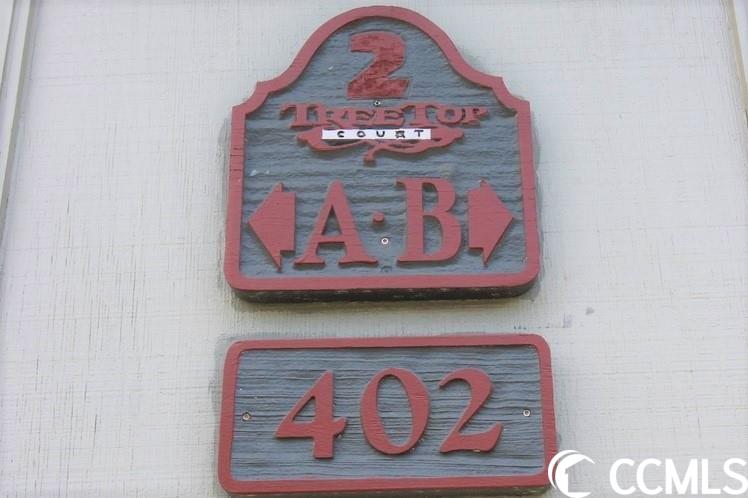 2
TREETOP
COURT
A·B
402
CCMLS